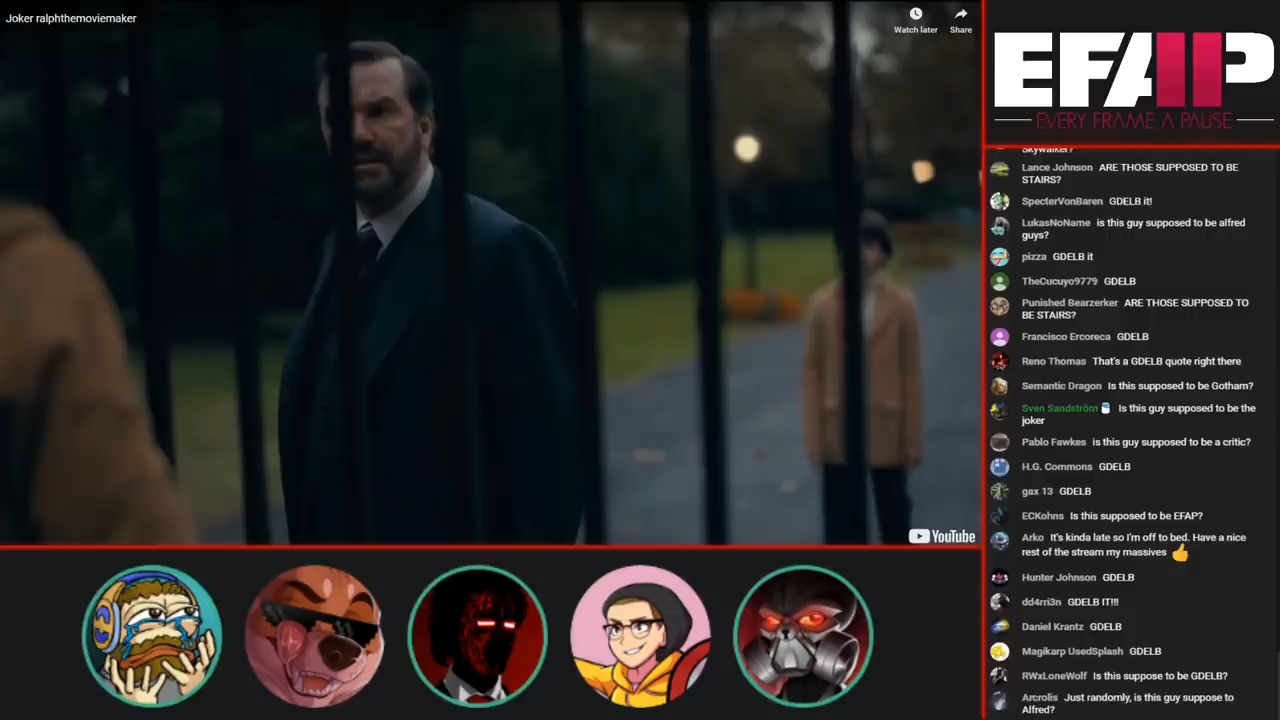 Joker ralphthemoviemaker
Watch later
Share
YouTube
EFAP
EVERY FRAME A PAUSE
Skywalker?
Lance Johnson ARE THOSE SUPPOSED TO BE
STAIRS?
SpecterVonBaren GDELB it!
LukasNoName is this guy supposed to be alfred
guys?
pizza GDELB it
TheCucuyo9779 GDELB
Punished Bearzerker ARE THOSE SUPPOSED TO
BE STAIRS?
Francisco Ercoreca GDELB
Reno Thomas That's a GDELB quote right there
Semantic Dragon Is this supposed to be Gotham?
Sven Sandström Is this guy supposed to be the
joker
Pablo Fawkes is this guy supposed to be a critic?
H.G. Commons GDELB
gax 13 GDELB
ECKohns Is this supposed to be EFAP?
Arko It's kinda late so I'm off to bed. Have a nice
rest of the stream my massives 👍
Hunter Johnson GDELB
dd4rri3n GDELB IT!!!
Daniel Krantz GDELB
Magikarp UsedSplash GDELB
RWxLoneWolf Is this suppose to be GDELB?
Arcrolis Just randomly, is this guy suppose to
Alfred?